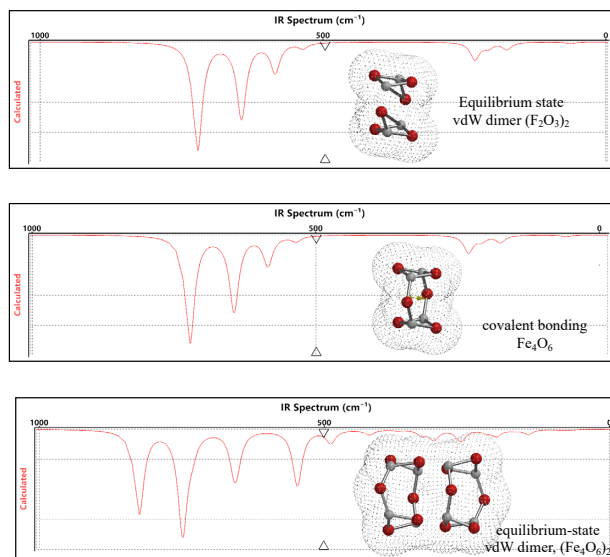 IR Spectrum (cm⁻¹)
1000
500
0
Calculated
Equilibrium state
vdW dimer (F₂O₃)₂
IR Spectrum (cm⁻¹)
1000
500
0
Calculated
covalent bonding
Fe₄O₆
IR Spectrum (cm⁻¹)
1000
500
0
Calculated
equilibrium-state
vdW dimer, (Fe₄O₆)₂